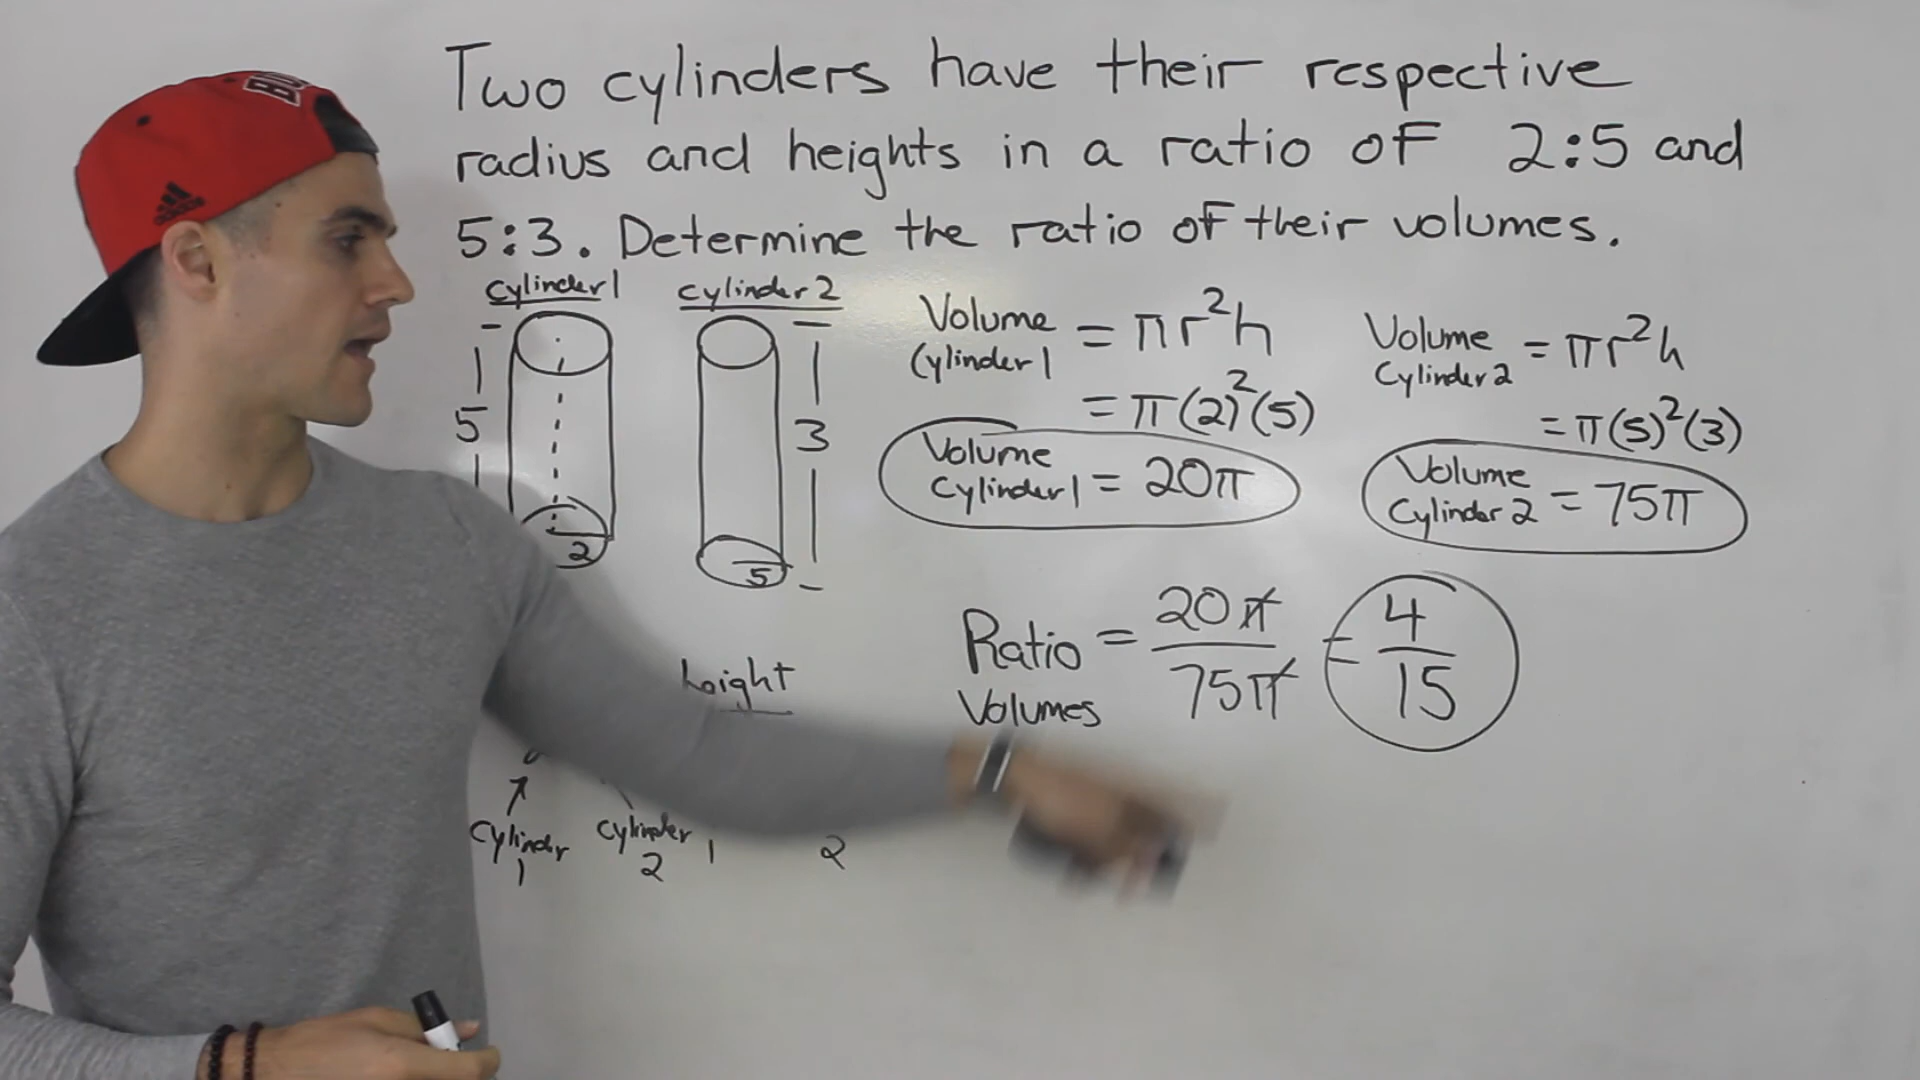 Two cylinders have their respective
radius and heights in a ratio of 2:5 and
5:3. Determine the ratio of their volumes.
cylinder 1
cylinder 2
5
2
3
5
Volume Cylinder 1 = πr²h
= π(2)²(5)
Volume Cylinder 1 = 20π
Volume Cylinder 2 = πr²h
= π(5)²(3)
Volume Cylinder 2 = 75π
Ratio Volumes = 20π/75π = 4/15
height
cylinder 1
cylinder 2
1 2